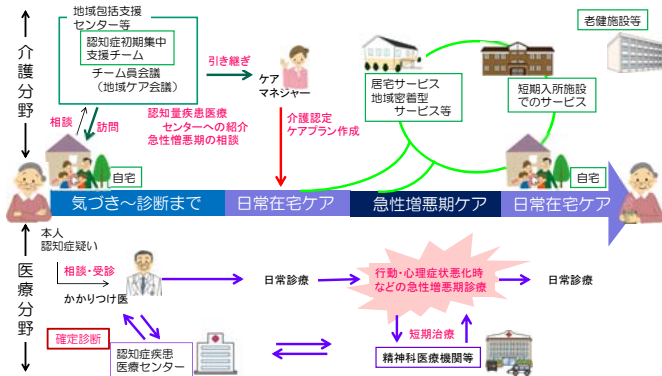 介護分野
地域包括支援
センター等
認知症初期集中
支援チーム
チーム員会議
(地域ケア会議)
引き継ぎ
ケア
マネジャー
相談
訪問
認知量疾患医療
センターへの紹介
急性憎悪期の相談
介護認定
ケアプラン作成
居宅サービス
地域密着型
サービス等
短期入所施設
でのサービス
老健施設等
自宅
自宅
気づき〜診断まで
日常在宅ケア
急性増悪期ケア
日常在宅ケア
医療分野
本人
認知症疑い
相談・受診
かかりつけ医
日常診療
行動・心理症状悪化時
などの急性増悪期診療
日常診療
確定診断
認知症疾患
医療センター
短期治療
精神科医療機関等